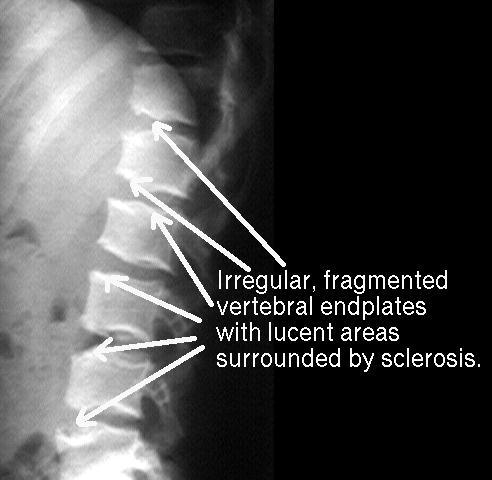 Irregular, fragmented
vertebral endplates
with lucent areas
surrounded by sclerosis.